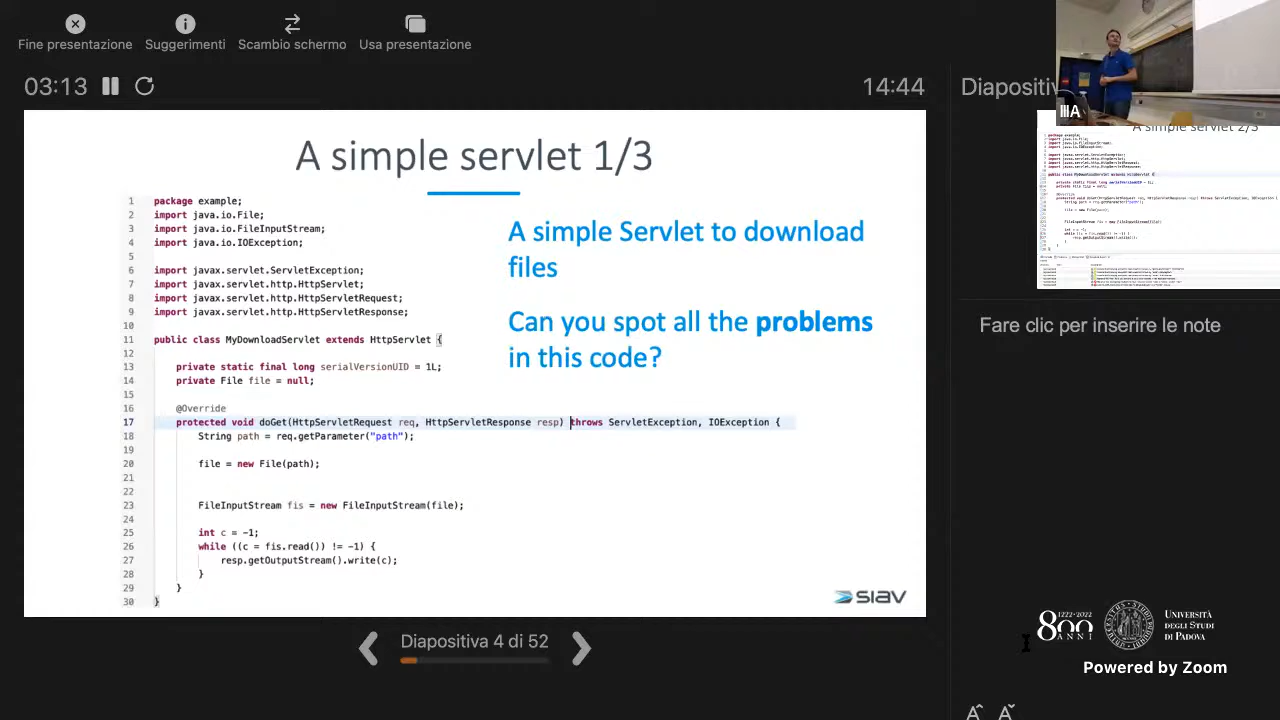 Fine presentazione
Suggerimenti
Scambio schermo
Usa presentazione
03:13
14:44
Diapositiv
IIIA
A simple servlet 1/3
1 package example;
2 import java.io.File;
3 import java.io.FileInputStream;
4 import java.io.IOException;
5
6 import javax.servlet.ServletException;
7 import javax.servlet.http.HttpServlet;
8 import javax.servlet.http.HttpServletRequest;
9 import javax.servlet.http.HttpServletResponse;
10
11 public class MyDownloadServlet extends HttpServlet {
12
13 private static final long serialVersionUID = 1L;
14 private File file = null;
15
16 @Override
17 protected void doGet(HttpServletRequest req, HttpServletResponse resp) throws ServletException, IOException {
18 String path = req.getParameter("path");
19
20 file = new File(path);
21
22
23 FileInputStream fis = new FileInputStream(file);
24
25 int c = -1;
26 while ((c = fis.read()) != -1) {
27 resp.getOutputStream().write(c);
28 }
29 }
30 }
A simple Servlet to download
files
Can you spot all the problems
in this code?
SIAV
Diapositiva 4 di 52
A simple servlet 2/3
Fare clic per inserire le note
1222·2022
800
ANNI
UNIVERSITÀ
DEGLI STUDI
DI PADOVA
Powered by Zoom
A A